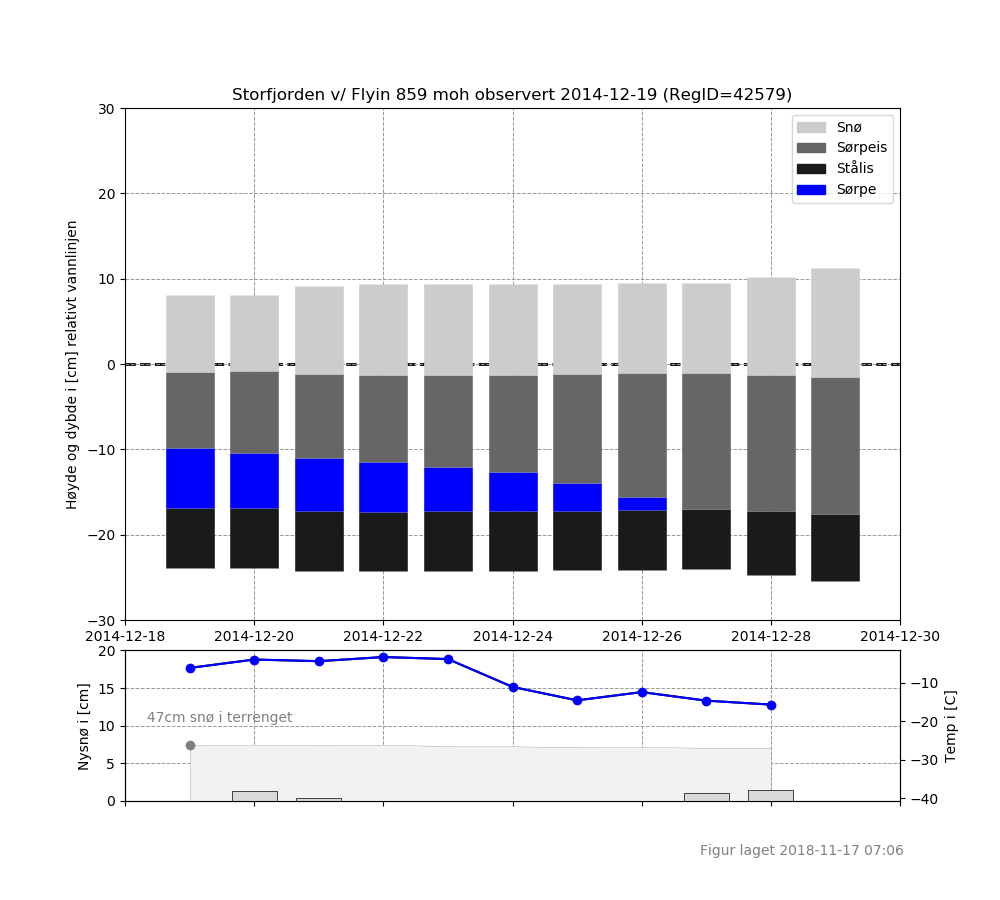 Storfjorden v/ Flyin 859 moh observert 2014-12-19 (RegID=42579)
30
20
10
0
−10
−20
−30
Høyde og dybde i [cm] relativt vannlinjen
Snø
Sørpeis
Stålis
Sørpe
2014-12-18 2014-12-20 2014-12-22 2014-12-24 2014-12-26 2014-12-28 2014-12-30
20
15
10
5
0
Nysnø i [cm]
47cm snø i terrenget
−10
−20
−30
−40
Temp i [C]
Figur laget 2018-11-17 07:06